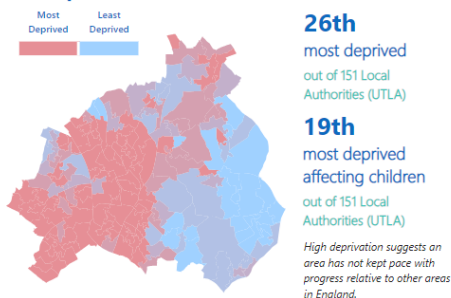 Most
Deprived
Least
Deprived
26th
most deprived
out of 151 Local
Authorities (UTLA)
19th
most deprived
affecting children
out of 151 Local
Authorities (UTLA)
High deprivation suggests an
area has not kept pace with
progress relative to other areas
in England.